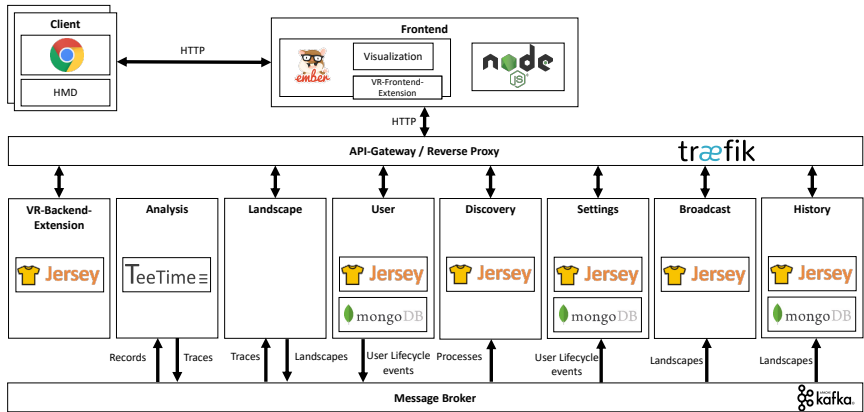 Client
HMD
HTTP
Frontend
ember
Visualization
VR-Frontend-
Extension
node
JS
HTTP
API-Gateway / Reverse Proxy
træfik
VR-Backend-
Extension
Jersey
Analysis
TeeTime
Landscape
User
Jersey
mongoDB
Discovery
Jersey
Settings
Jersey
mongoDB
Broadcast
Jersey
History
Jersey
mongoDB
Records
Traces
Traces
Landscapes
User Lifecycle
events
Processes
User Lifecycle
events
Landscapes
Landscapes
Message Broker
kafka